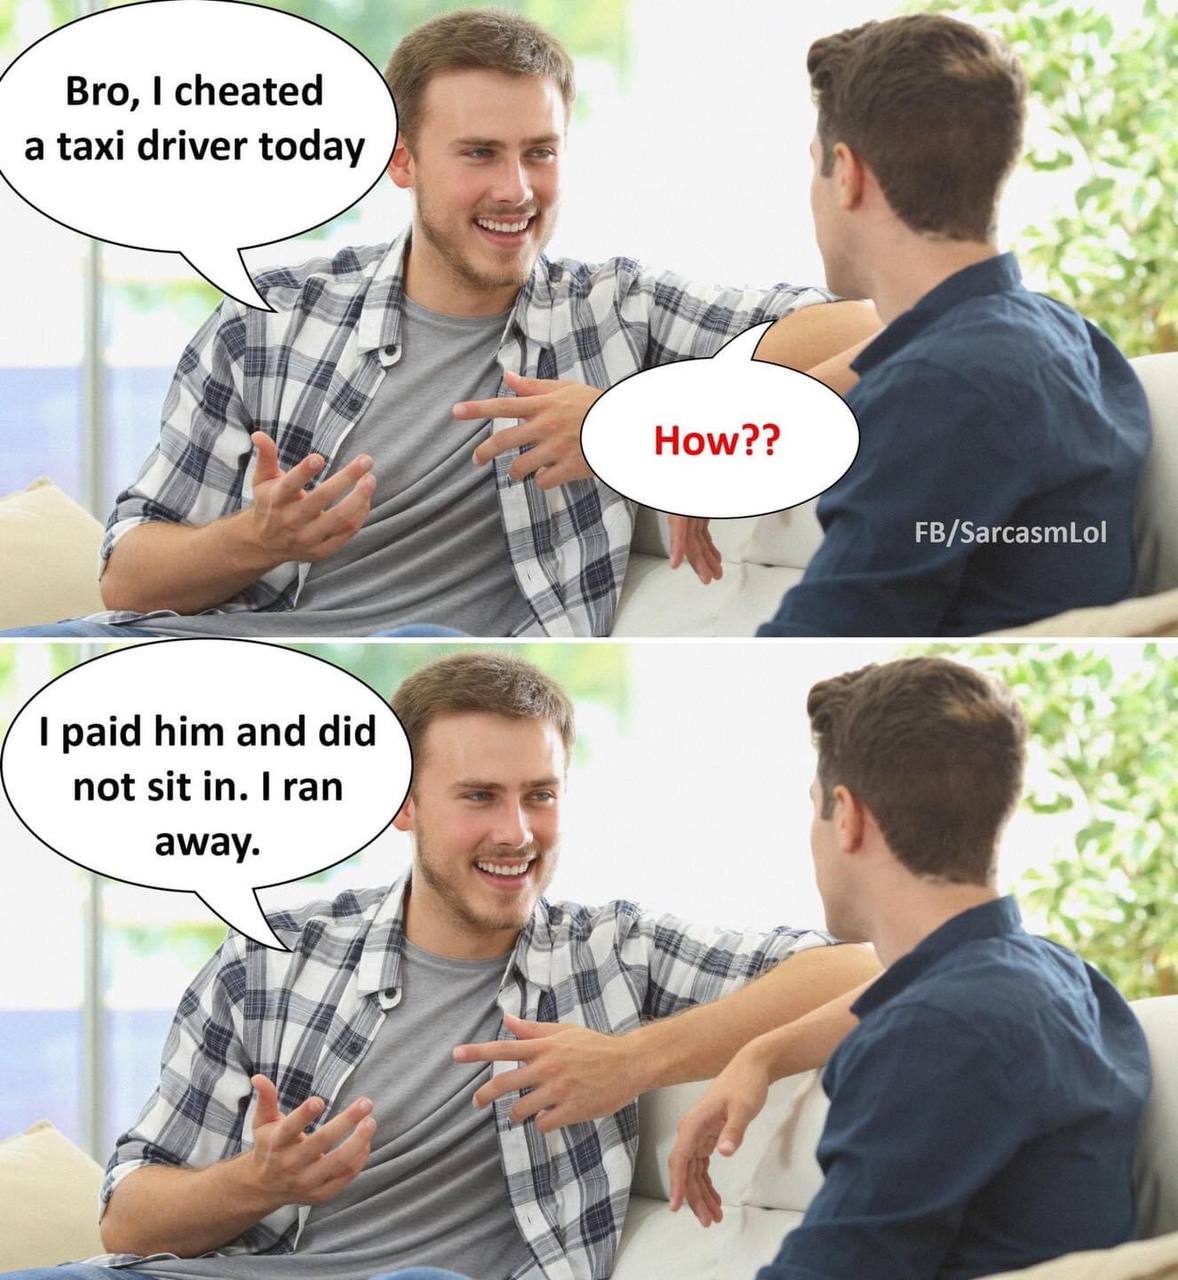 Bro, I cheated
a taxi driver today
How??
FB/SarcasmLol
I paid him and did
not sit in. I ran
away.